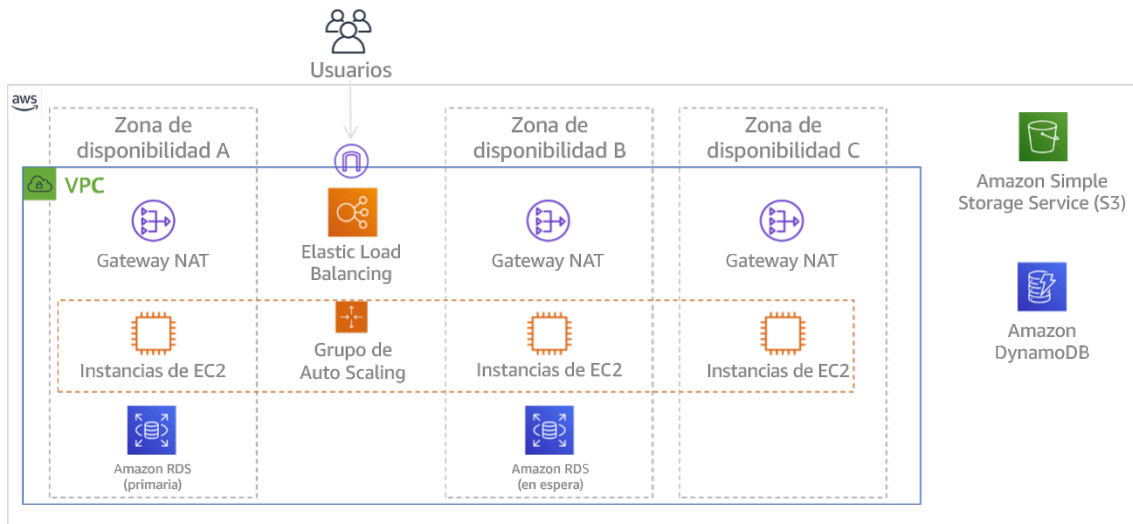 Usuarios
aws
Zona de
disponibilidad A
Zona de
disponibilidad B
Zona de
disponibilidad C
VPC
Gateway NAT
Elastic Load
Balancing
Gateway NAT
Gateway NAT
Instancias de EC2
Grupo de
Auto Scaling
Instancias de EC2
Instancias de EC2
Amazon RDS
(primaria)
Amazon RDS
(en espera)
Amazon Simple
Storage Service (S3)
Amazon
DynamoDB